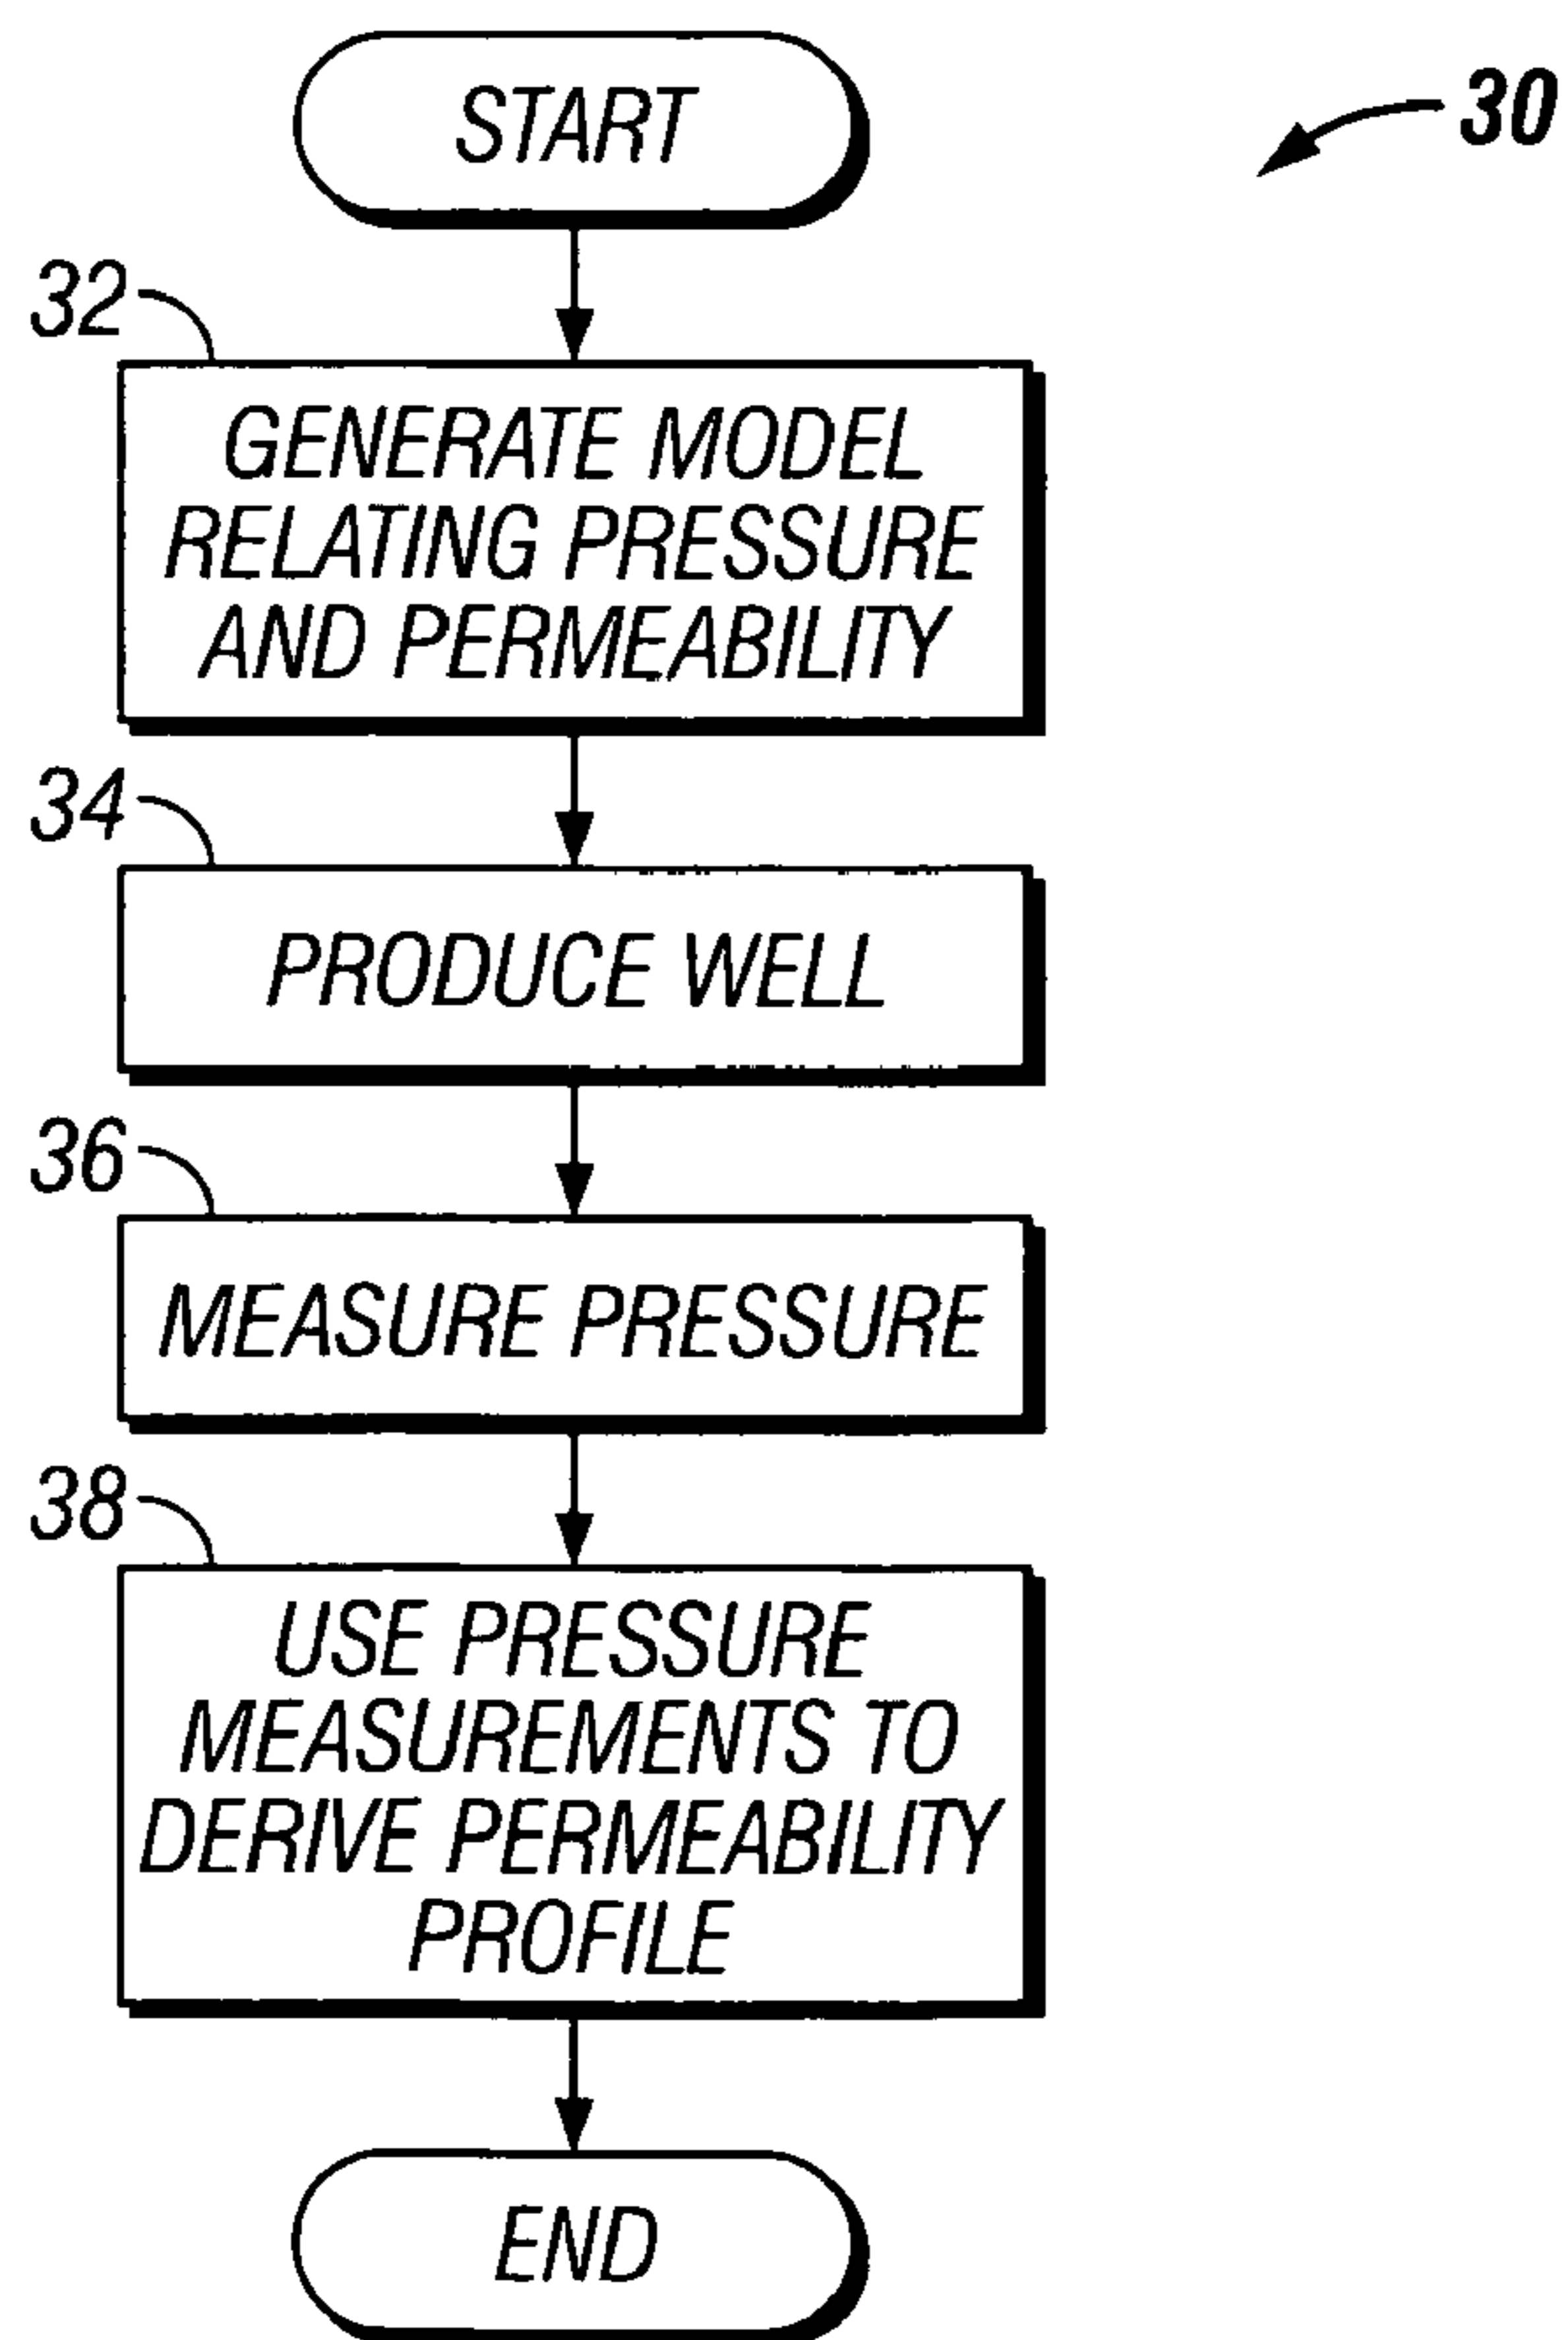 START
30
32
GENERATE MODEL
RELATING PRESSURE
AND PERMEABILITY
34
PRODUCE WELL
36
MEASURE PRESSURE
38
USE PRESSURE
MEASUREMENTS TO
DERIVE PERMEABILITY
PROFILE
END